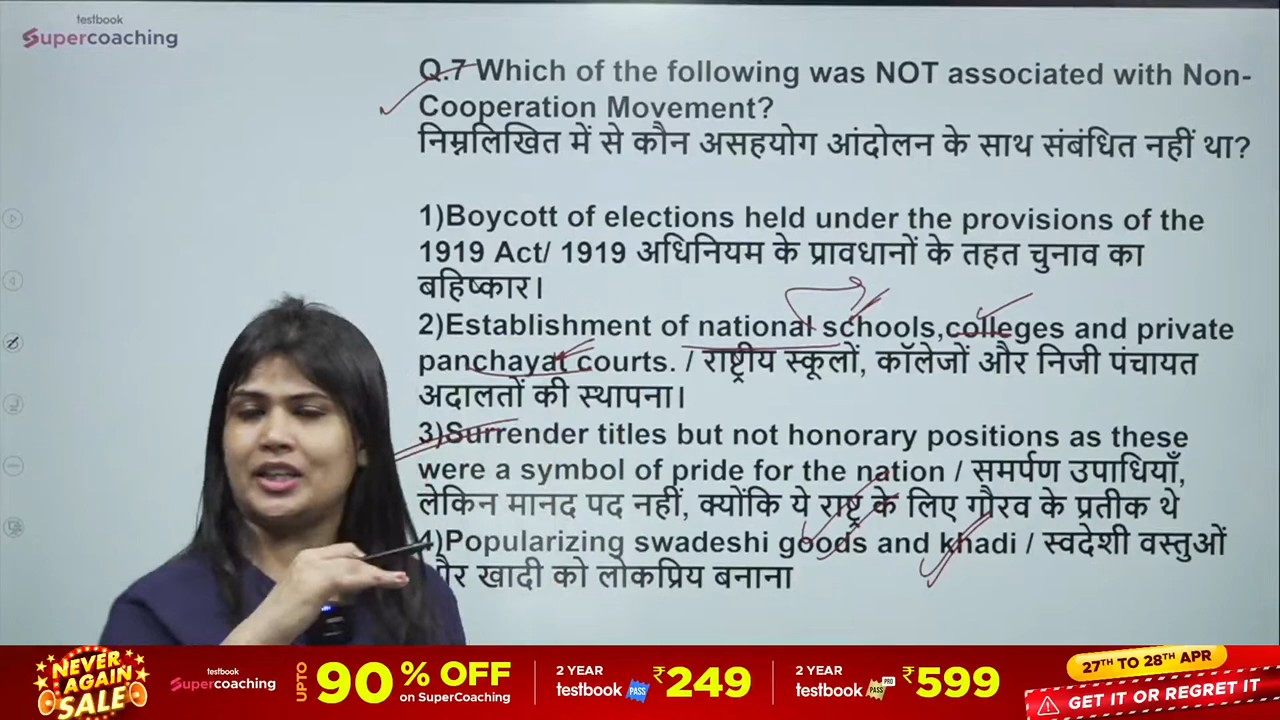 testbook
Supercoaching
Q.7 Which of the following was NOT associated with Non-
Cooperation Movement?
निम्नलिखित में से कौन असहयोग आंदोलन के साथ संबंधित नहीं था?
1)Boycott of elections held under the provisions of the
1919 Act/ 1919 अधिनियम के प्रावधानों के तहत चुनाव का
बहिष्कार।
2)Establishment of national schools,colleges and private
panchayat courts. / राष्ट्रीय स्कूलों, कॉलेजों और निजी पंचायत
अदालतों की स्थापना।
3)Surrender titles but not honorary positions as these
were a symbol of pride for the nation / समर्पण उपाधियाँ,
लेकिन मानद पद नहीं, क्योंकि ये राष्ट्र के लिए गौरव के प्रतीक थे
4)Popularizing swadeshi goods and khadi / स्वदेशी वस्तुओं
और खादी को लोकप्रिय बनाना
NEVER AGAIN SALE
testbook
Supercoaching
UPTO 90% OFF
on SuperCoaching
2 YEAR
testbook PASS ₹249
2 YEAR
testbook PASS PRO ₹599
27TH TO 28TH APR
GET IT OR REGRET IT